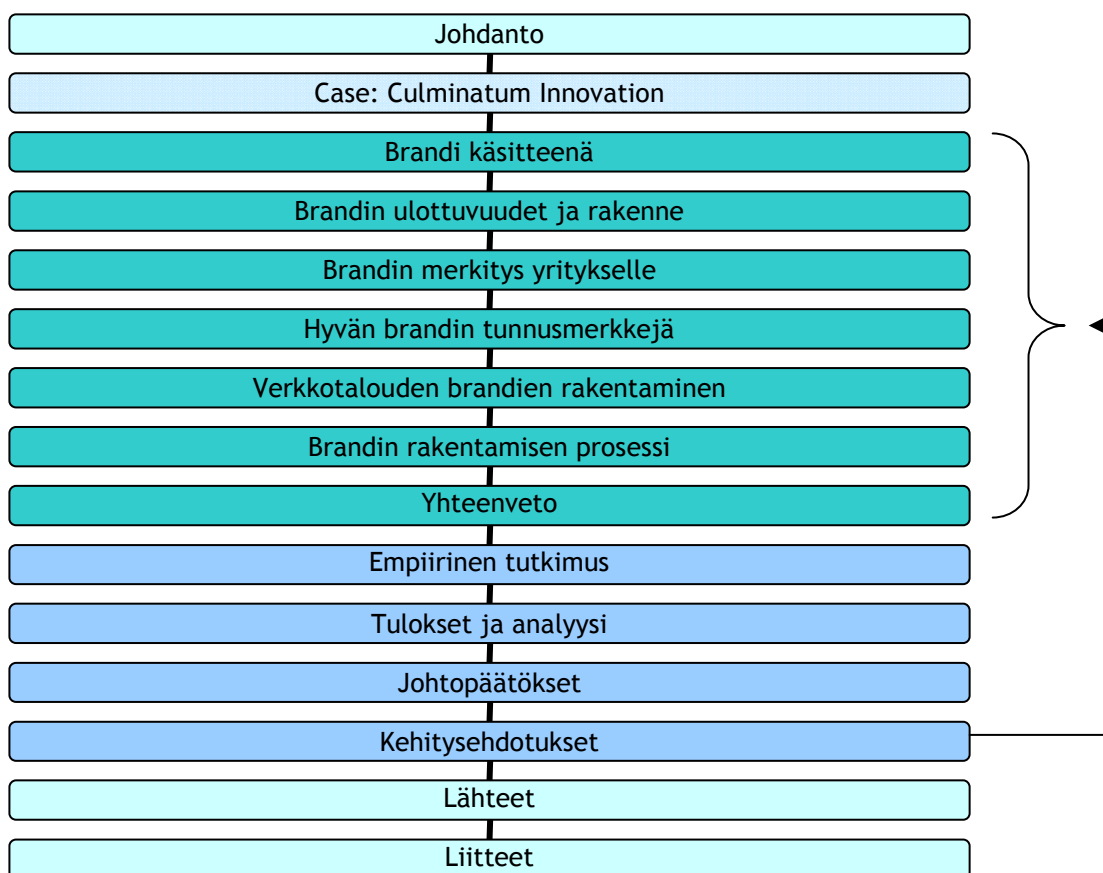 Johdanto
Case: Culminatum Innovation
Brandi käsitteenä
Brandin ulottuvuudet ja rakenne
Brandin merkitys yritykselle
Hyvän brandin tunnusmerkkejä
Verkkotalouden brandien rakentaminen
Brandin rakentamisen prosessi
Yhteenveto
Empiirinen tutkimus
Tulokset ja analyysi
Johtopäätökset
Kehitysehdotukset
Lähteet
Liitteet